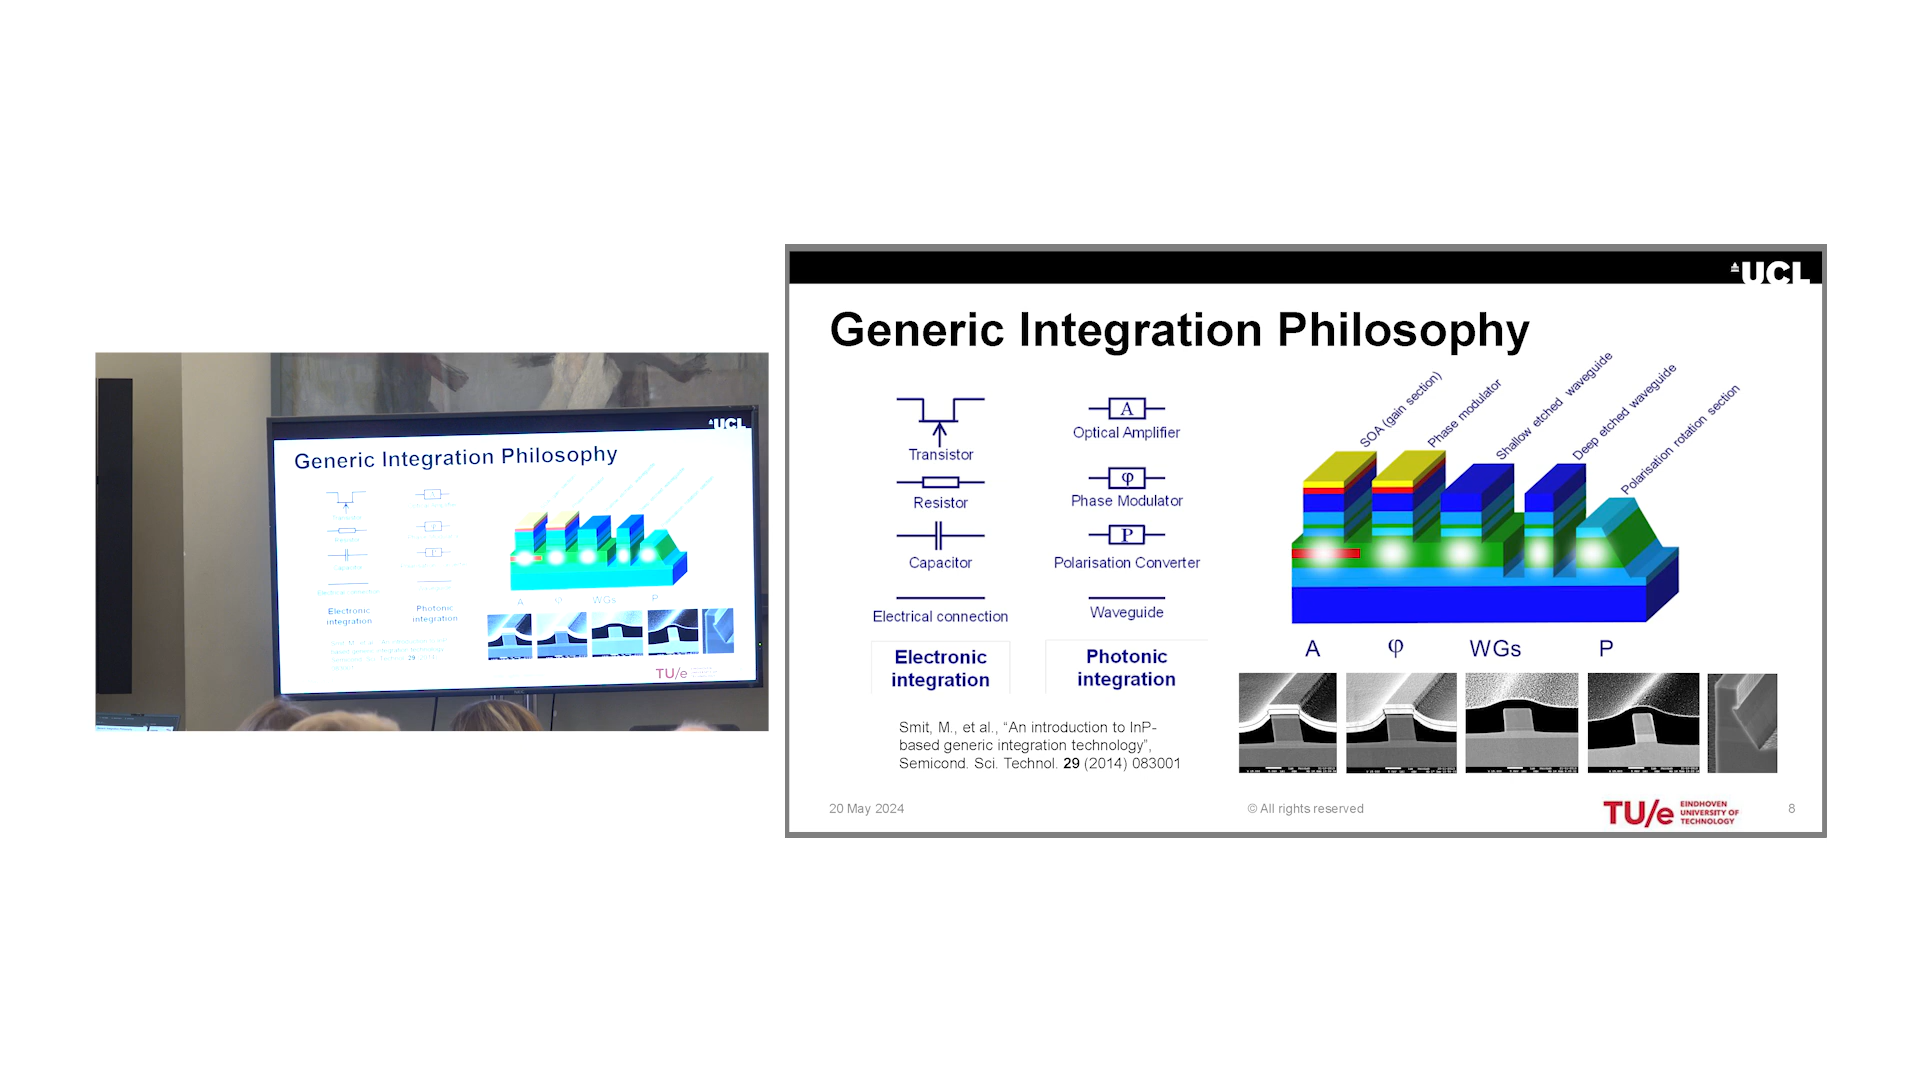 UCL
Generic Integration Philosophy
Electronic
integration
Photonic
integration
A
φ
WGs
P
TU/e
UCL
Generic Integration Philosophy
Transistor
Resistor
Capacitor
Electrical connection
Electronic
integration
A
Optical Amplifier
φ
Phase Modulator
P
Polarisation Converter
Waveguide
Photonic
integration
Smit, M., et al., “An introduction to InP-
based generic integration technology”,
Semicond. Sci. Technol. 29 (2014) 083001
SOA (gain section)
Phase modulator
Shallow etched waveguide
Deep etched waveguide
Polarisation rotation section
A
φ
WGs
P
20 May 2024
© All rights reserved
TU/e
EINDHOVEN
UNIVERSITY OF
TECHNOLOGY
8